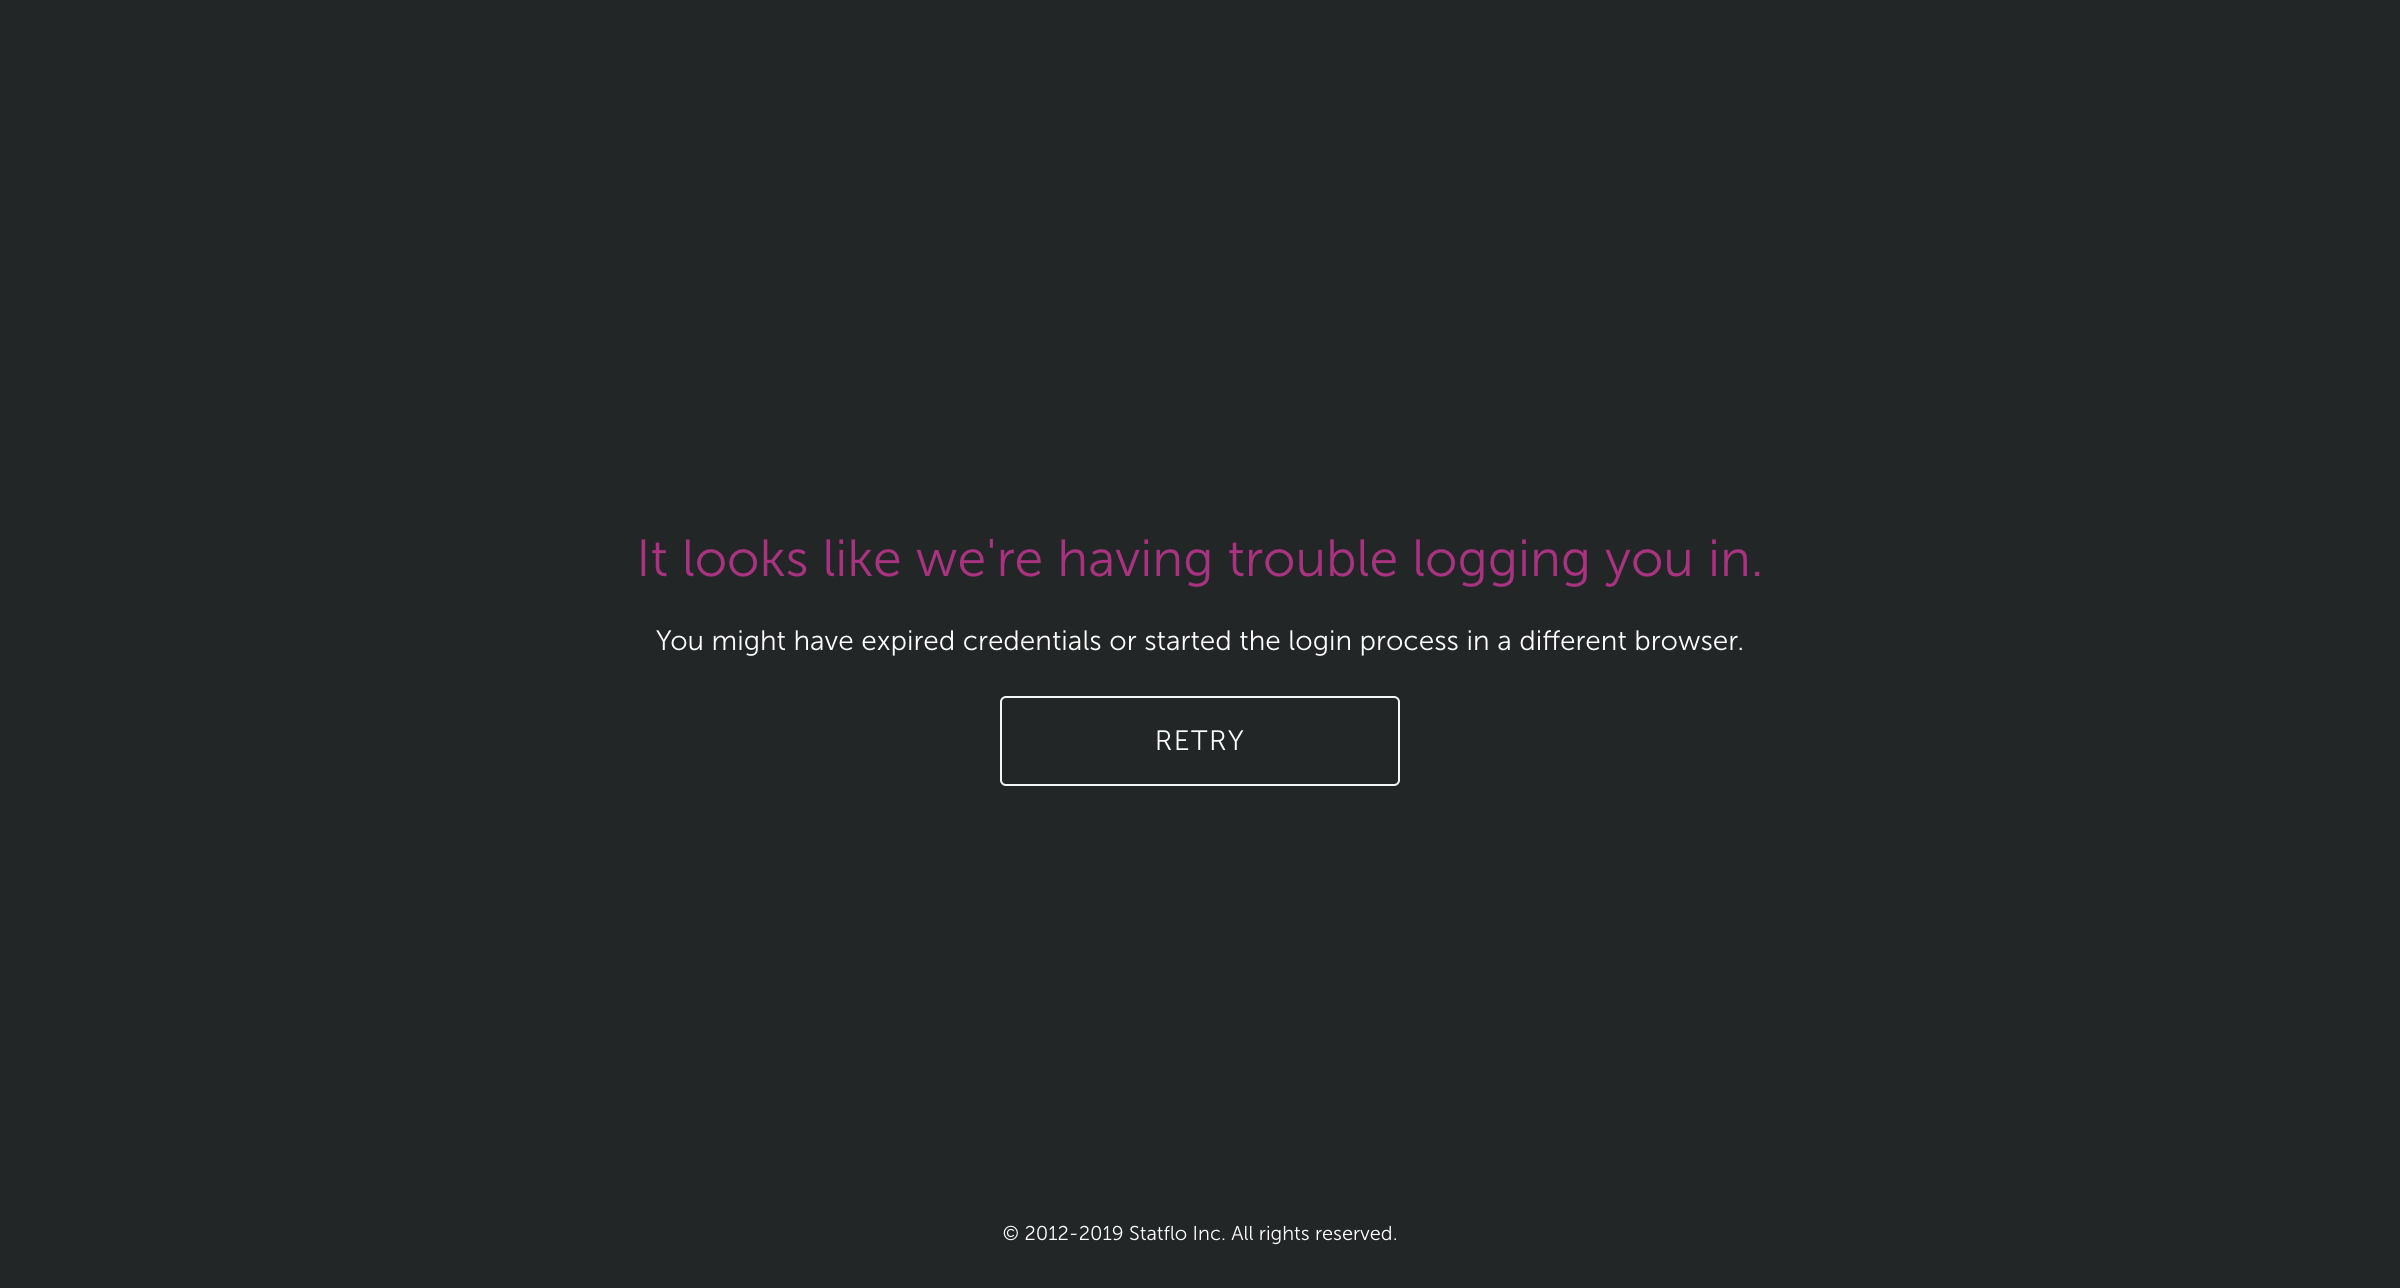 It looks like we're having trouble logging you in.
You might have expired credentials or started the login process in a different browser.
RETRY
© 2012-2019 Statflo Inc. All rights reserved.